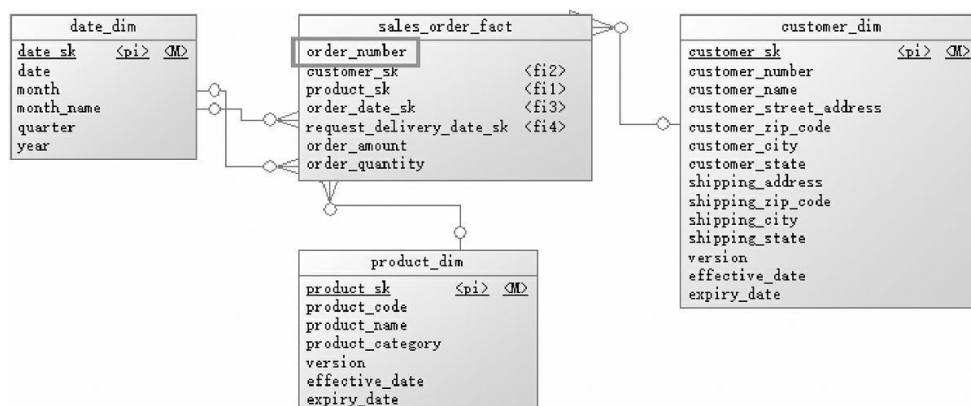 date_dim
date_sk <pi> <M>
date
month
month_name
quarter
year
sales_order_fact
order_number
customer_sk <fi2>
product_sk <fi1>
order_date_sk <fi3>
request_delivery_date_sk <fi4>
order_amount
order_quantity
customer_dim
customer_sk <pi> <M>
customer_number
customer_name
customer_street_address
customer_zip_code
customer_city
customer_state
shipping_address
shipping_zip_code
shipping_city
shipping_state
version
effective_date
expiry_date
product_dim
product_sk <pi> <M>
product_code
product_name
product_category
version
effective_date
expiry_date